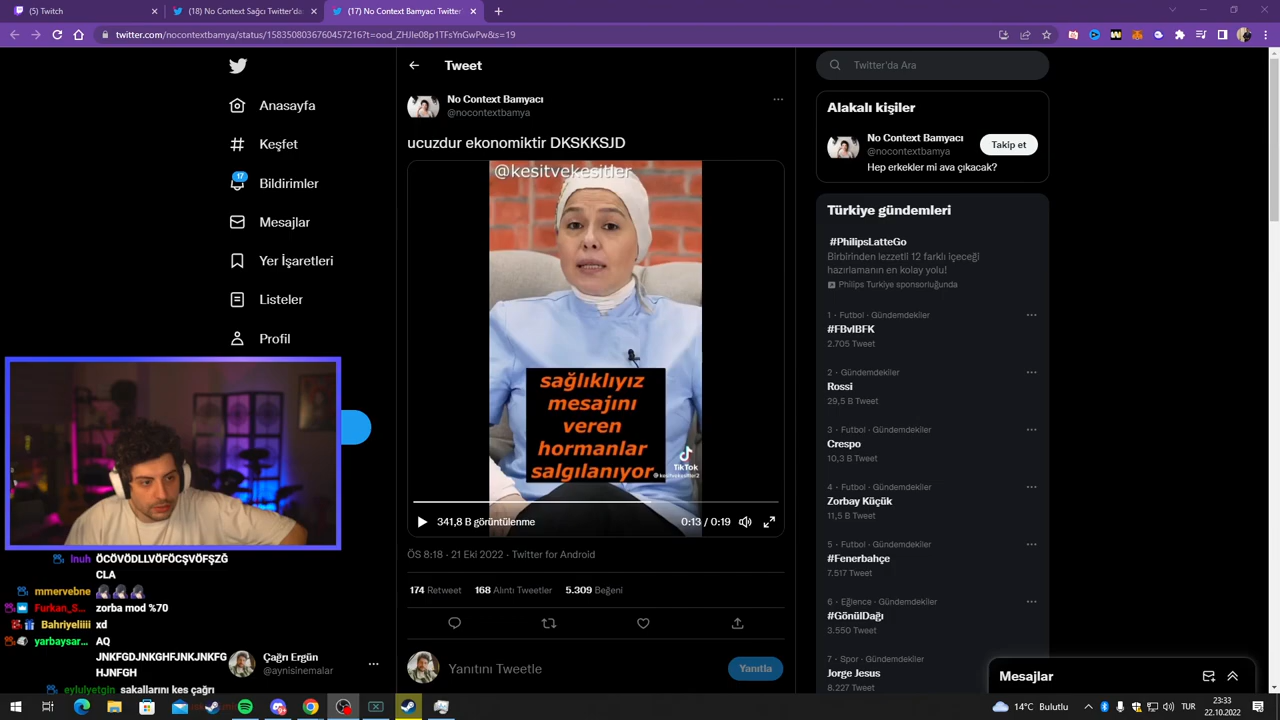 (5) Twitch
(18) No Context Sağcı Twitter'da
(17) No Context Bamyacı Twitter'
twitter.com/nocontextbamya/status/1583508036760457216?t=ood_ZHJIe08p1TFsYnGwPw&s=19
Anasayfa
Keşfet
17
Bildirimler
Mesajlar
Yer İşaretleri
Listeler
Profil
Tweet
No Context Bamyacı
@nocontextbamya
ucuzdur ekonomiktir DKSKKSJD
@kesitvekesitler
sağlıklıyız
mesajını
veren
hormanlar
salgılanıyor
TikTok
341,8 B görüntülenme
0:13 / 0:19
ÖS 8:18 · 21 Eki 2022 · Twitter for Android
174 Retweet 168 Alıntı Tweetler 5.309 Beğeni
Yanıtını Tweetle
Yanıtla
Twitter'da Ara
Alakalı kişiler
No Context Bamyacı
@nocontextbamya
Takip et
Hep erkekler mi ava çıkacak?
Türkiye gündemleri
#PhilipsLatteGo
Birbirinden lezzetli 12 farklı içeceği
hazırlamanın en kolay yolu!
Philips Turkiye sponsorluğunda
1 · Futbol · Gündemdekiler
#FBvIBFK
2.705 Tweet
2 · Gündemdekiler
Rossi
29,5 B Tweet
3 · Futbol · Gündemdekiler
Crespo
10,3 B Tweet
4 · Futbol · Gündemdekiler
Zorbay Küçük
11,5 B Tweet
5 · Futbol · Gündemdekiler
#Fenerbahçe
7.517 Tweet
6 · Eğlence · Gündemdekiler
#GönülDağı
3.550 Tweet
7 · Spor · Gündemdekiler
Jorge Jesus
8.227 Tweet
Mesajlar
lnuh ÖCÖVÖDLLVÖFÖCŞVÖFŞZĞ
CLA
mmervebne
Furkan_S... zorba mod %70
Bahriyeliiii xd
yarbaysar... AQ
JNKFGDJNKGHFJNKJNKFG
HJNFGH
eylulyetgin sakallarını kes çağrı
Çağrı Ergün
@aynisinemalar
14°C Bulutlu
TUR
23:33
22.10.2022